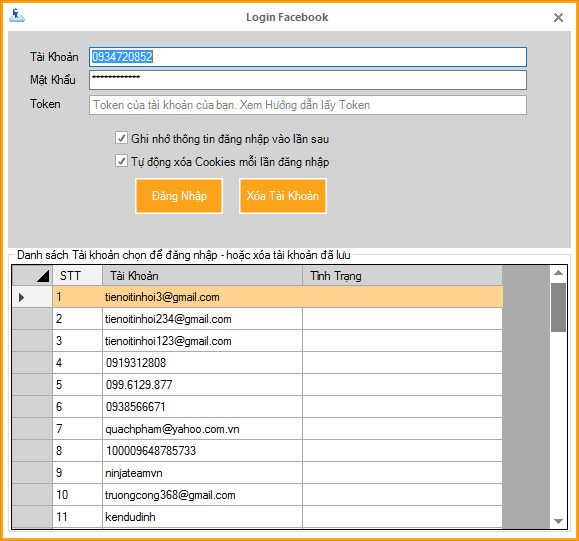 Login Facebook
Tài Khoản 0934720852
Mật Khẩu ************
Token Token của tài khoản của bạn. Xem Hướng dẫn lấy Token
Ghi nhớ thông tin đăng nhập vào lần sau
Tự động xóa Cookies mỗi lần đăng nhập
Đăng Nhập Xóa Tài Khoản
Danh sách Tài khoản chọn để đăng nhập - hoặc xóa tài khoản đã lưu
STT Tài Khoản Tình Trạng
1 tienoitinhoi3@gmail.com
2 tienoitinhoi234@gmail.com
3 tienoitinhoi123@gmail.com
4 0919312808
5 099.6129.877
6 0938566671
7 quachpham@yahoo.com.vn
8 100009648785733
9 ninjateamvn
10 truongcong368@gmail.com
11 kendudinh